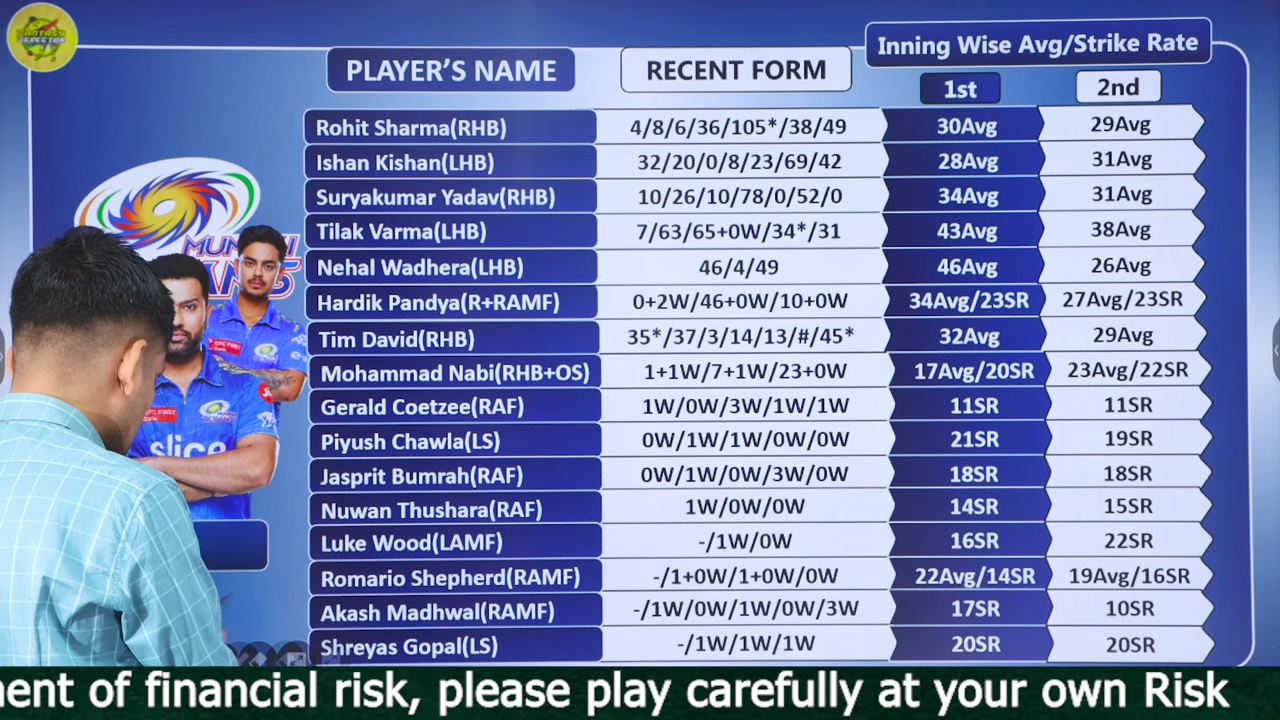 FANTASY
Inning Wise Avg/Strike Rate
PLAYER'S NAME RECENT FORM 1st 2nd
Rohit Sharma(RHB) 4/8/6/36/105*/38/49 30Avg 29Avg
Ishan Kishan(LHB) 32/20/0/8/23/69/42 28Avg 31Avg
Suryakumar Yadav(RHB) 10/26/10/78/0/52/0 34Avg 31Avg
Tilak Varma(LHB) 7/63/65+0W/34*/31 43Avg 38Avg
Nehal Wadhera(LHB) 46/4/49 46Avg 26Avg
Hardik Pandya(R+RAMF) 0+2W/46+0W/10+0W 34Avg/23SR 27Avg/23SR
Tim David(RHB) 35*/37/3/14/13/#/45* 32Avg 29Avg
Mohammad Nabi(RHB+OS) 1+1W/7+1W/23+0W 17Avg/20SR 23Avg/22SR
Gerald Coetzee(RAF) 1W/0W/3W/1W/1W 11SR 11SR
Piyush Chawla(LS) 0W/1W/1W/0W/0W 21SR 19SR
Jasprit Bumrah(RAF) 0W/1W/0W/3W/0W 18SR 18SR
Nuwan Thushara(RAF) 1W/0W/0W 14SR 15SR
Luke Wood(LAMF) -/1W/0W 16SR 22SR
Romario Shepherd(RAMF) -/1+0W/1+0W/0W 22Avg/14SR 19Avg/16SR
Akash Madhwal(RAMF) -/1W/0W/1W/0W/3W 17SR 10SR
Shreyas Gopal(LS) -/1W/1W/1W 20SR 20SR
slice
of financial risk, please play carefully at your own Risk